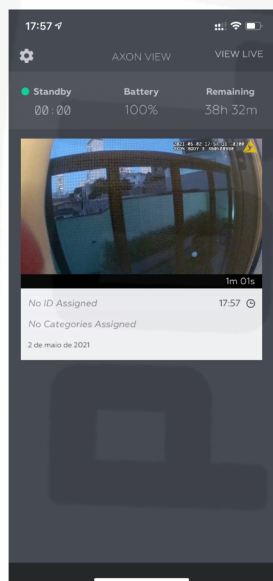 17:57
AXON VIEW
VIEW LIVE
Standby
Battery
Remaining
00:00
100%
38h 32m
1m 01s
No ID Assigned
17:57
No Categories Assigned
2 de maio de 2021